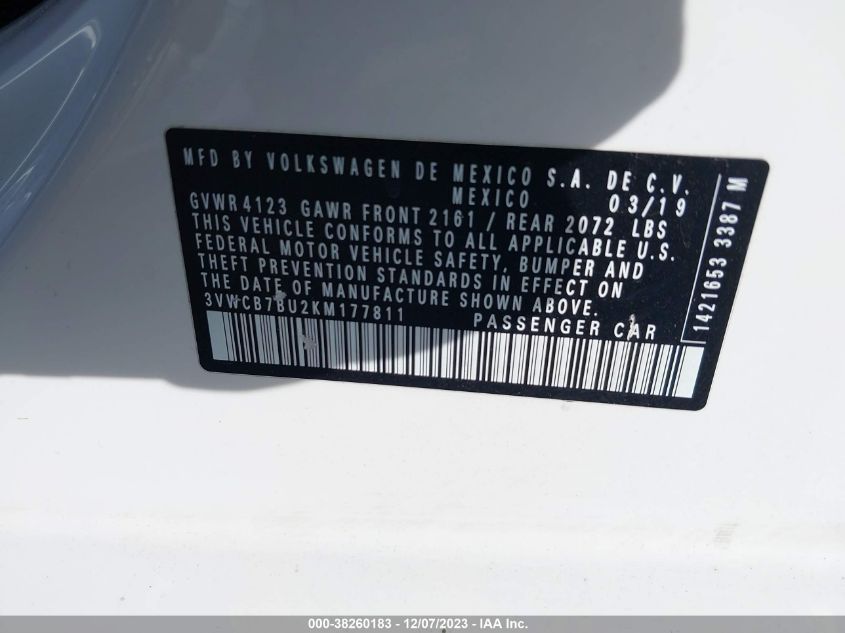 MFD BY VOLKSWAGEN DE MEXICO S.A. DE C.V.
MEXICO 03/19
GVWR 4123 GAWR FRONT 2161 / REAR 2072 LBS
THIS VEHICLE CONFORMS TO ALL APPLICABLE U.S.
FEDERAL MOTOR VEHICLE SAFETY, BUMPER AND
THEFT PREVENTION STANDARDS IN EFFECT ON
THE DATE OF MANUFACTURE SHOWN ABOVE.
3VWCB7BU2KM177811 PASSENGER CAR
1421653 3387 M
000-38260183 - 12/07/2023 - IAA Inc.